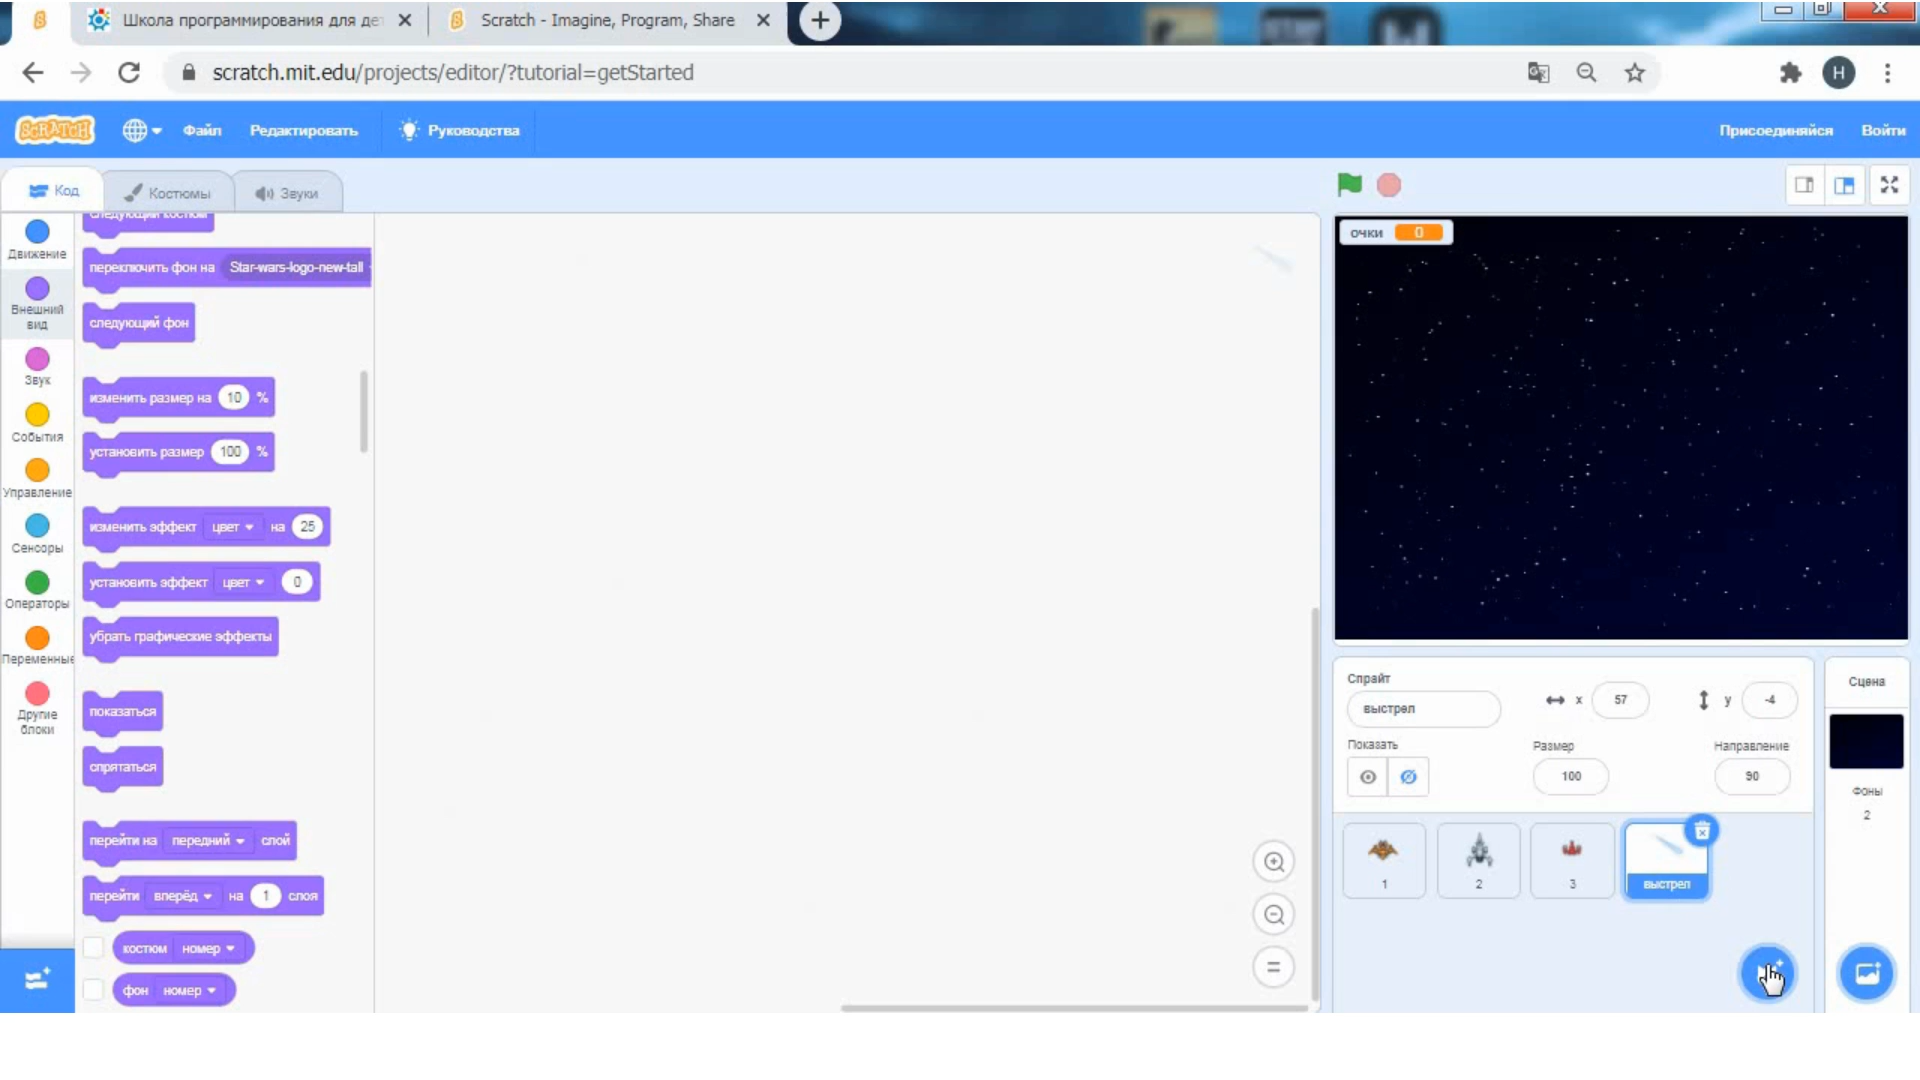 Школа программирования для де
Scratch - Imagine, Program, Share
scratch.mit.edu/projects/editor/?tutorial=getStarted
H
SCRATCH
Файл
Редактировать
Руководства
Присоединяйся
Войти
Код
Костюмы
Звуки
Движение
Внешний вид
Звук
События
Управление
Сенсоры
Операторы
Переменные
Другие блоки
следующий костюм
переключить фон на Star-wars-logo-new-tall
следующий фон
изменить размер на 10 %
установить размер 100 %
изменить эффект цвет на 25
установить эффект цвет 0
убрать графические эффекты
показаться
спрятаться
перейти на передний слой
перейти вперёд на 1 слоя
костюм номер
фон номер
очки 0
Спрайт
выстрел
x 57
y -4
Показать
Размер
100
Направление
90
1
2
3
выстрел
Сцена
Фоны
2